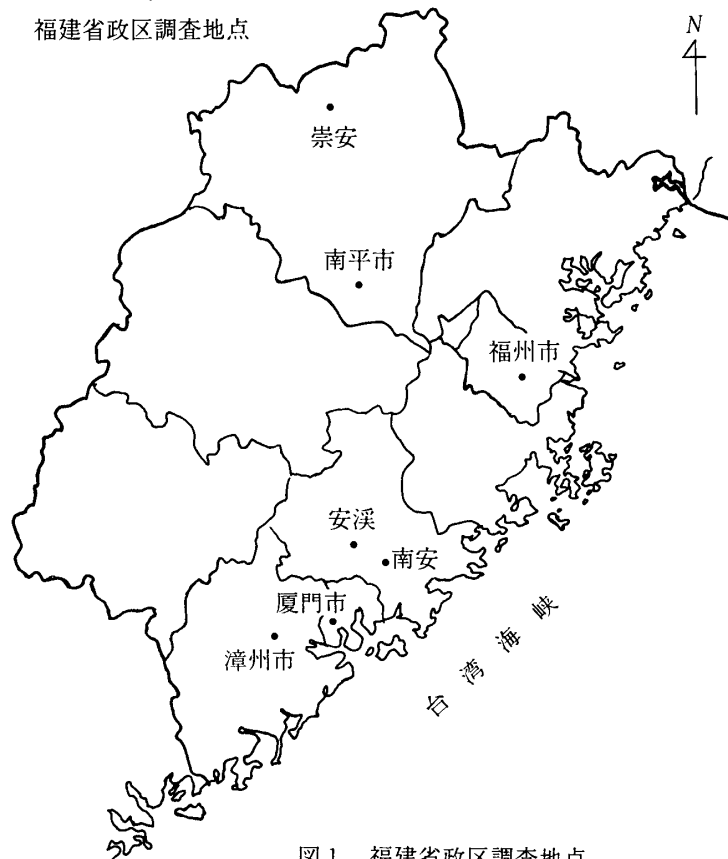 福建省政区調査地点
N
崇安
南平市
福州市
安渓
南安
厦門市
漳州市
台湾海峡
図1 福建省政区調査地点